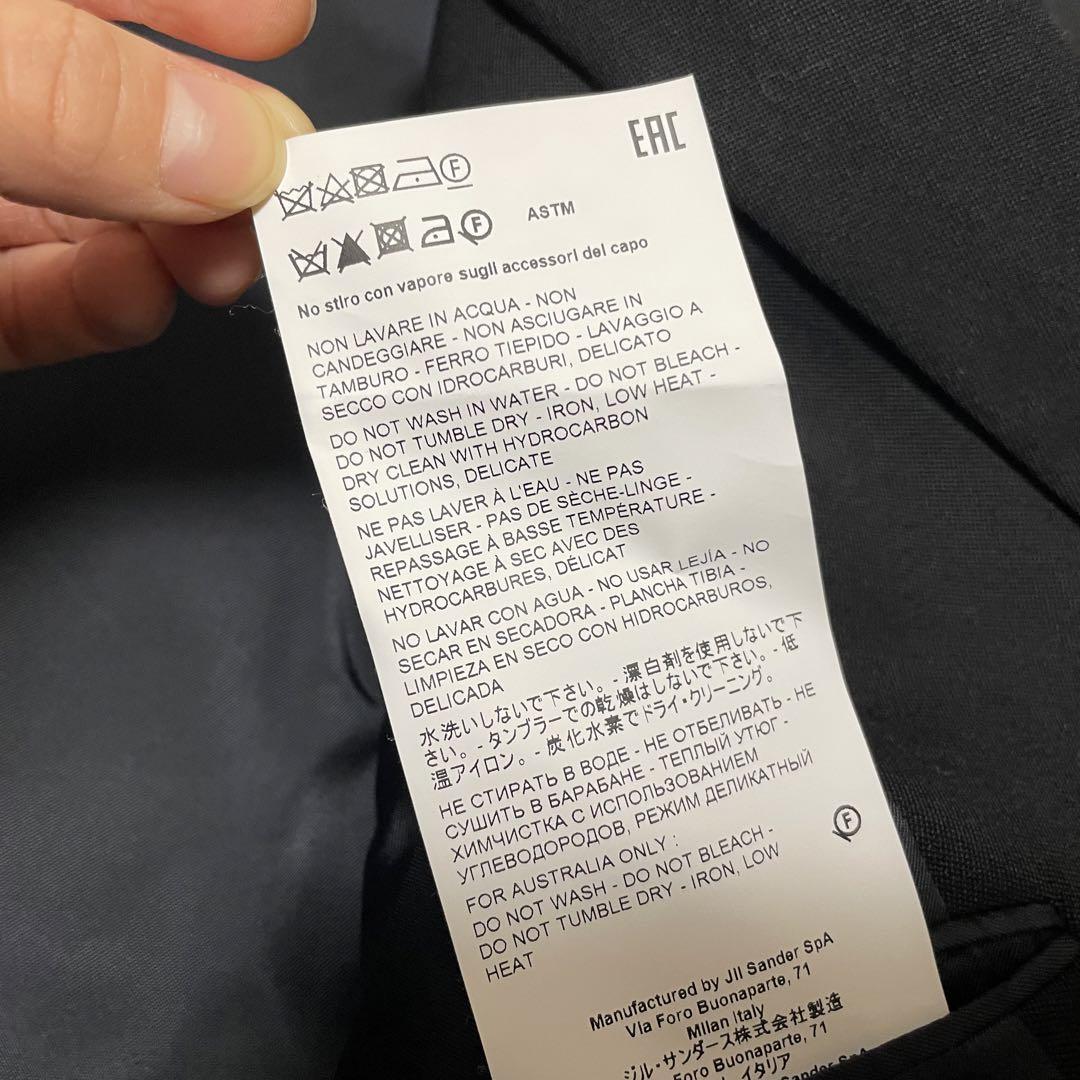 EAC
F
F ASTM
No stiro con vapore sugli accessori del capo
NON LAVARE IN ACQUA - NON
CANDEGGIARE - NON ASCIUGARE IN
TAMBURO - FERRO TIEPIDO - LAVAGGIO A
SECCO CON IDROCARBURI, DELICATO
DO NOT WASH IN WATER - DO NOT BLEACH -
DO NOT TUMBLE DRY - IRON, LOW HEAT -
DRY CLEAN WITH HYDROCARBON
SOLUTIONS, DELICATE
NE PAS LAVER À L'EAU - NE PAS
JAVELLISER - PAS DE SÈCHE-LINGE -
REPASSAGE À BASSE TEMPÉRATURE -
NETTOYAGE À SEC AVEC DES
HYDROCARBURES, DÉLICAT
NO LAVAR CON AGUA - NO USAR LEJÍA - NO
SECAR EN SECADORA - PLANCHA TIBIA -
LIMPIEZA EN SECO CON HIDROCARBUROS,
DELICADA
水洗いしないで下さい。- 漂白剤を使用しないで下
さい。- タンブラーでの乾燥はしないで下さい。- 低
温アイロン。- 炭化水素でドライ・クリーニング。
НЕ СТИРАТЬ В ВОДЕ - НЕ ОТБЕЛИВАТЬ - НЕ
СУШИТЬ В БАРАБАНЕ - ТЕПЛЫЙ УТЮГ -
ХИМЧИСТКА С ИСПОЛЬЗОВАНИЕМ
УГЛЕВОДОРОДОВ, РЕЖИМ ДЕЛИКАТНЫЙ
FOR AUSTRALIA ONLY :
DO NOT WASH - DO NOT BLEACH -
DO NOT TUMBLE DRY - IRON, LOW
HEAT
F
Manufactured by Jil Sander SpA
Via Foro Buonaparte, 71
Milan Italy
ジル・サンダース株式会社製造
Foro Buonaparte, 71
イタリア
Sander SpA